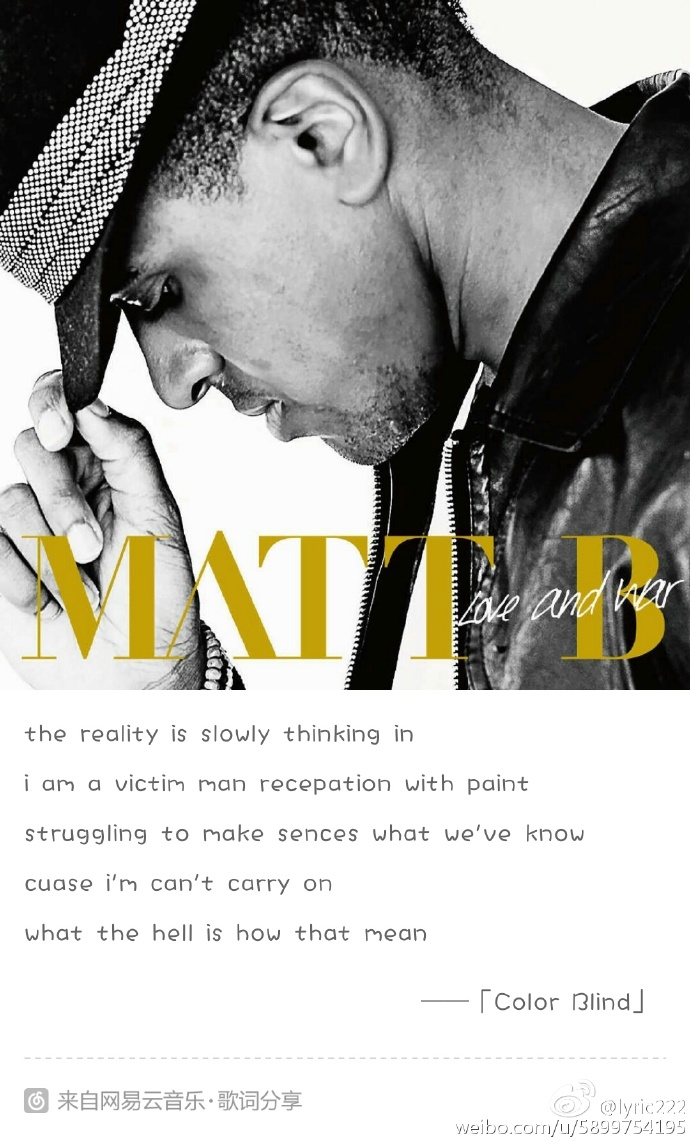 MATT B
Love and war
the reality is slowly thinking in
i am a victim man recepation with paint
struggling to make sences what we've know
cuase i'm can't carry on
what the hell is how that mean
——「Color Blind」
来自网易云音乐·歌词分享
@lyric222
weibo.com/u/5899754195